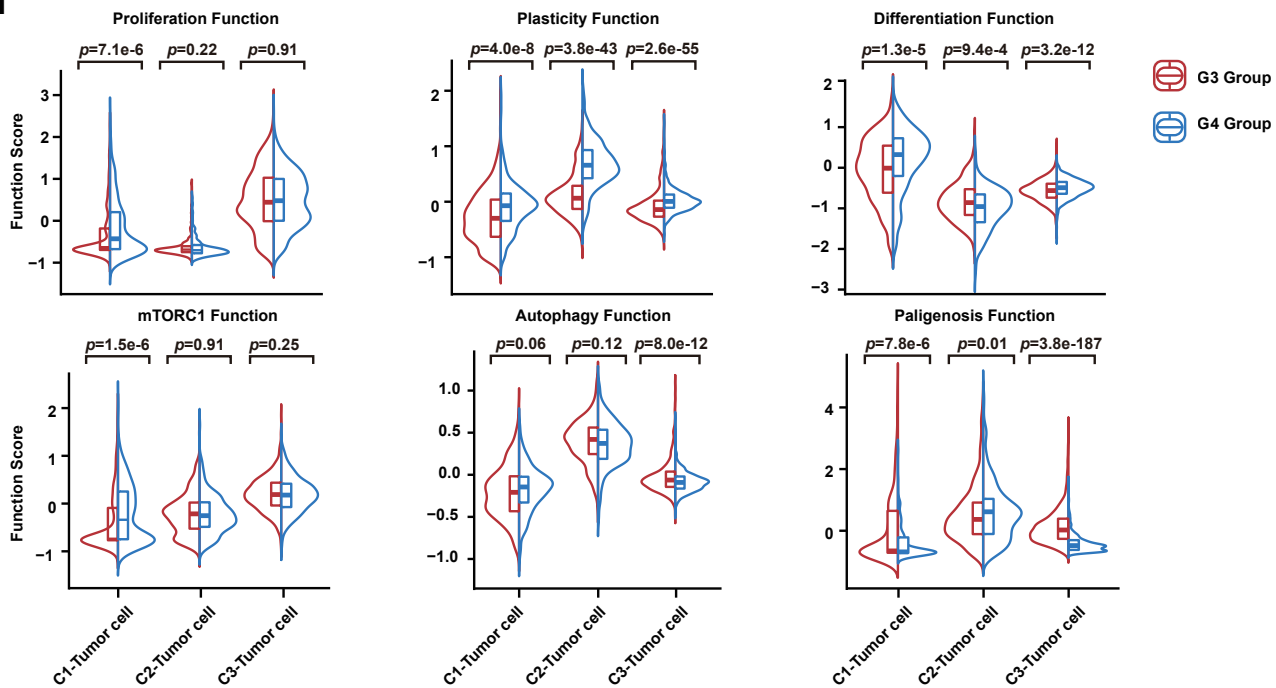 Proliferation Function
p=7.1e-6 p=0.22 p=0.91
Function Score
3
2
1
0
−1
Plasticity Function
p=4.0e-8 p=3.8e-43 p=2.6e-55
2
1
0
−1
Differentiation Function
p=1.3e-5 p=9.4e-4 p=3.2e-12
2
1
0
−1
−2
−3
G3 Group
G4 Group
mTORC1 Function
p=1.5e-6 p=0.91 p=0.25
Function Score
2
1
0
−1
C1-Tumor cell
C2-Tumor cell
C3-Tumor cell
Autophagy Function
p=0.06 p=0.12 p=8.0e-12
1.0
0.5
0.0
−0.5
−1.0
C1-Tumor cell
C2-Tumor cell
C3-Tumor cell
Paligenosis Function
p=7.8e-6 p=0.01 p=3.8e-187
4
2
0
C1-Tumor cell
C2-Tumor cell
C3-Tumor cell